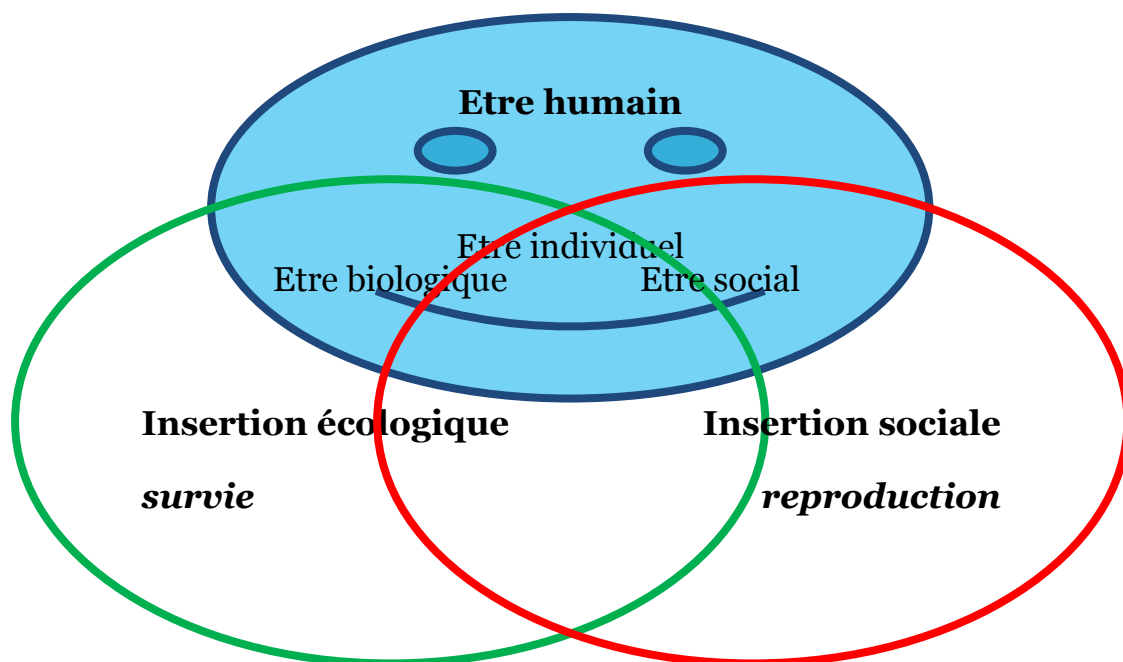 Etre humain
Etre individuel
Etre biologique
Etre social
Insertion écologique
Insertion sociale
survie
reproduction